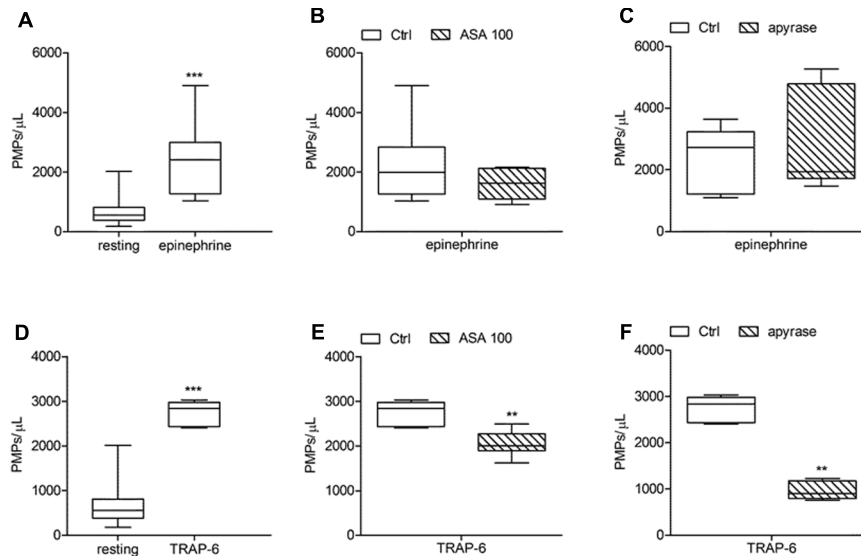 A
PMPs/μL
6000
4000
2000
0
***
resting epinephrine
B
Ctrl ASA 100
PMPs/μL
6000
4000
2000
0
epinephrine
C
Ctrl apyrase
PMPs/μL
6000
4000
2000
0
epinephrine
D
PMPs/μL
4000
3000
2000
1000
0
***
resting TRAP-6
E
Ctrl ASA 100
PMPs/μL
4000
3000
2000
1000
0
**
TRAP-6
F
Ctrl apyrase
PMPs/μL
4000
3000
2000
1000
0
**
TRAP-6